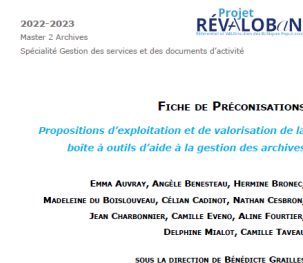 Projet
2022-2023
RÉVALOBON
Master 2 Archives
Spécialité Gestion des services et des documents d'activité
FICHE DE PRÉCONISATIONS
Propositions d'exploitation et de valorisation de la
boîte à outils d'aide à la gestion des archives
EMMA AUVRAY, ANGÈLE BENESTEAU, HERMINE BRONEC,
MADELEINE DU BOISLOUVEAU, CÉLIAN CADINOT, NATHAN CESBRON,
JEAN CHARBONNIER, CAMILLE EVENO, ALINE FOURTIER,
DELPHINE MIALOT, CAMILLE TAVEAU
SOUS LA DIRECTION DE BÉNÉDICTE GRAILLES